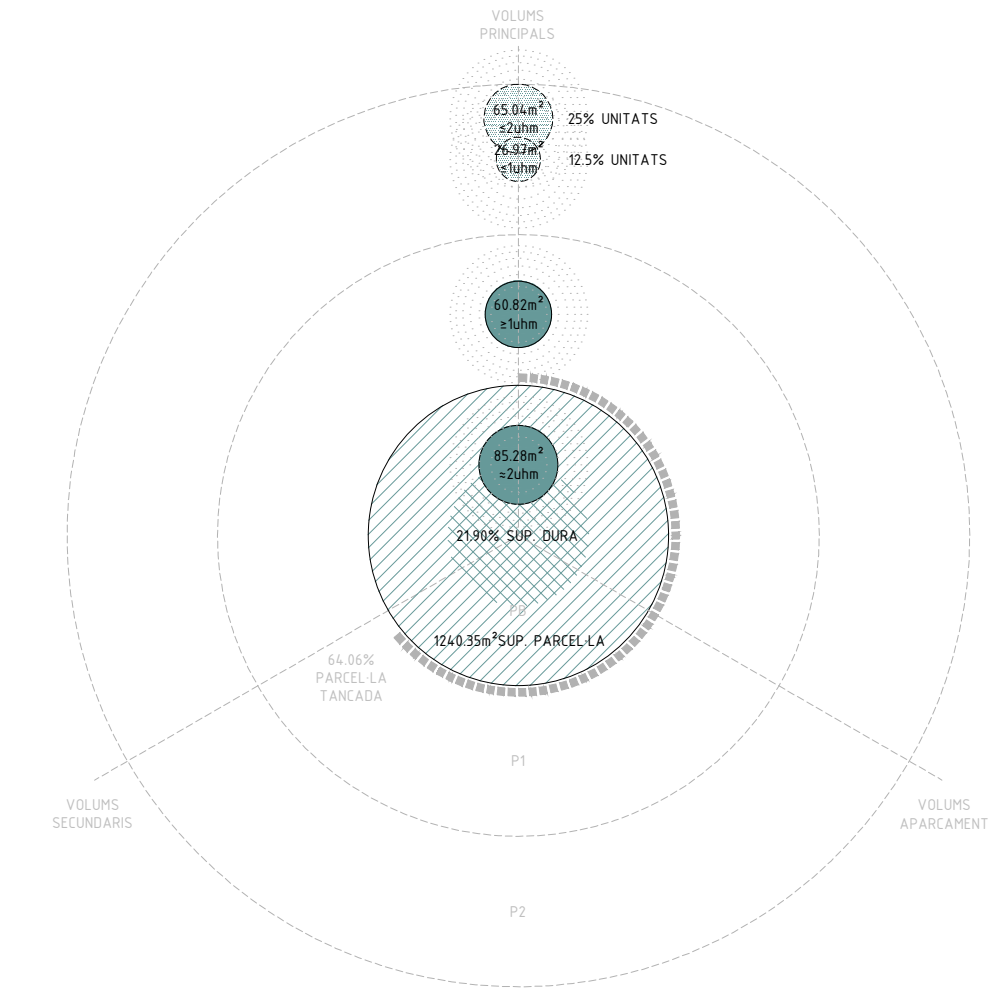 VOLUMS
PRINCIPALS
65.04m²
≤2uhm
25% UNITATS
26.97m²
≤1uhm
12.5% UNITATS
60.82m²
≥1uhm
85.28m²
≈2uhm
21.90% SUP. DURA
PB
1240.35m²SUP. PARCEL·LA
64.06%
PARCEL·LA
TANCADA
P1
VOLUMS
SECUNDARIS
VOLUMS
APARCAMENT
P2